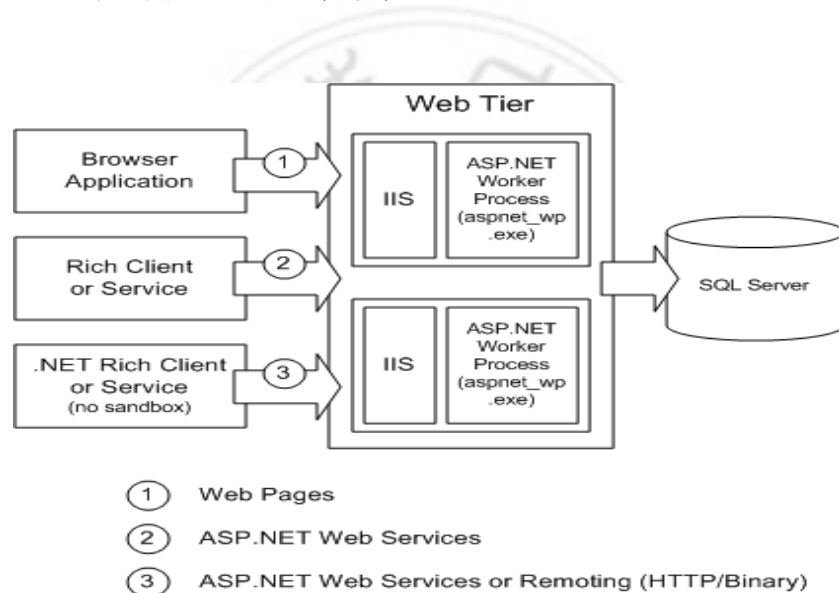 Web Tier
Browser
Application
1
IIS
ASP.NET
Worker
Process
(aspnet_wp
.exe)
Rich Client
or Service
2
SQL Server
.NET Rich Client
or Service
(no sandbox)
3
IIS
ASP.NET
Worker
Process
(aspnet_wp
.exe)
1 Web Pages
2 ASP.NET Web Services
3 ASP.NET Web Services or Remoting (HTTP/Binary)